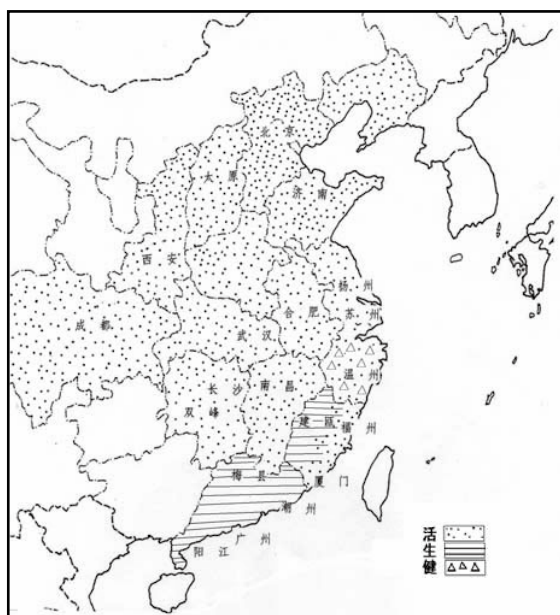 北京
太原
济南
西安
扬州
合肥
苏州
成都
武汉
温州
长沙
南昌
双峰
建瓯
福州
梅县
厦门
潮州
广州
阳江
活
生
健